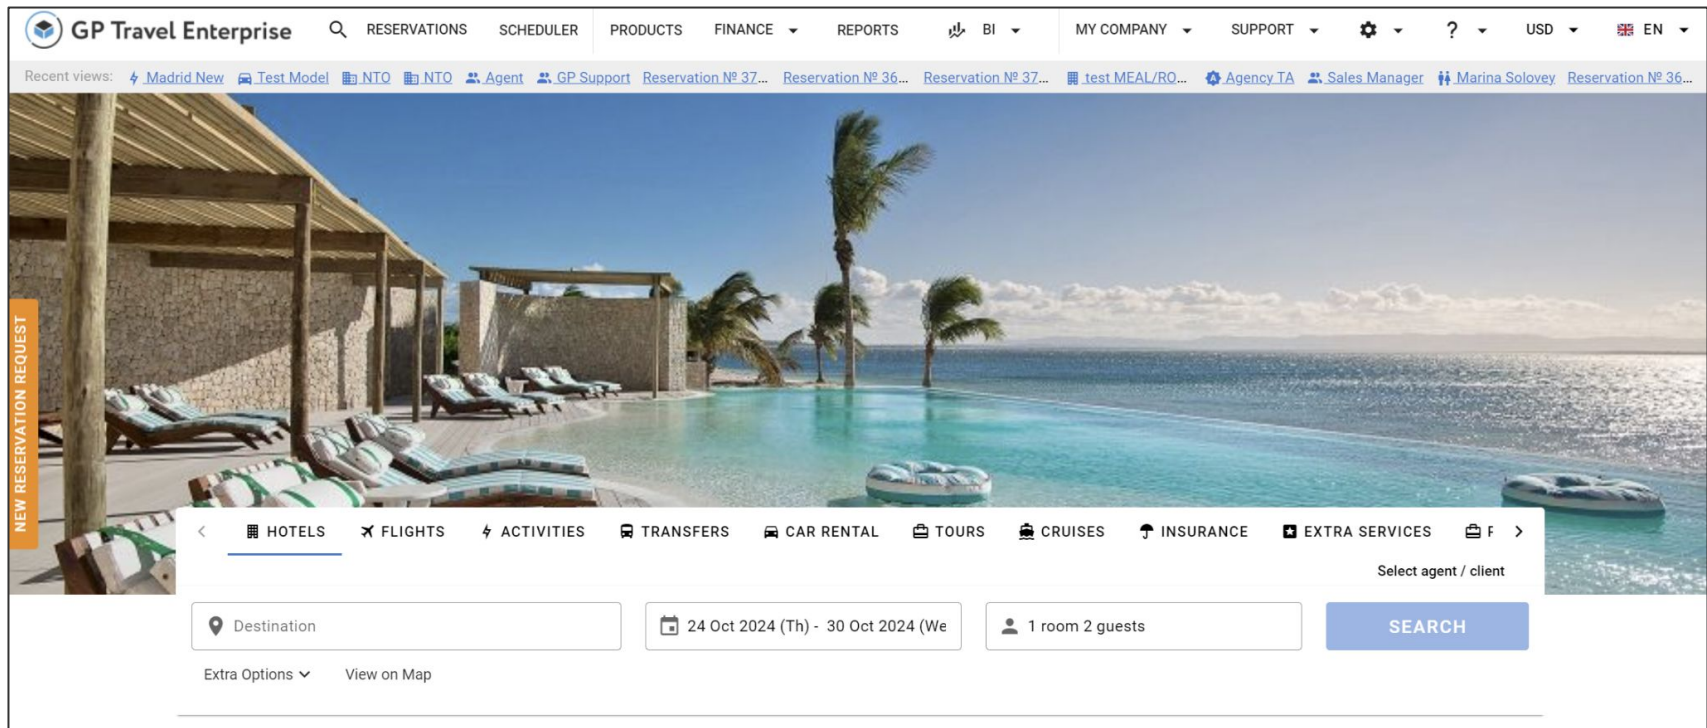 GP Travel Enterprise RESERVATIONS SCHEDULER PRODUCTS FINANCE REPORTS BI MY COMPANY SUPPORT ? USD EN
Recent views: Madrid New Test Model NTO NTO Agent GP Support Reservation № 37... Reservation № 36... Reservation № 37... test MEAL/RO... Agency TA Sales Manager Marina Solovey Reservation № 36...
NEW RESERVATION REQUEST
HOTELS FLIGHTS ACTIVITIES TRANSFERS CAR RENTAL TOURS CRUISES INSURANCE EXTRA SERVICES
Select agent / client
Destination 24 Oct 2024 (Th) - 30 Oct 2024 (We 1 room 2 guests SEARCH
Extra Options View on Map